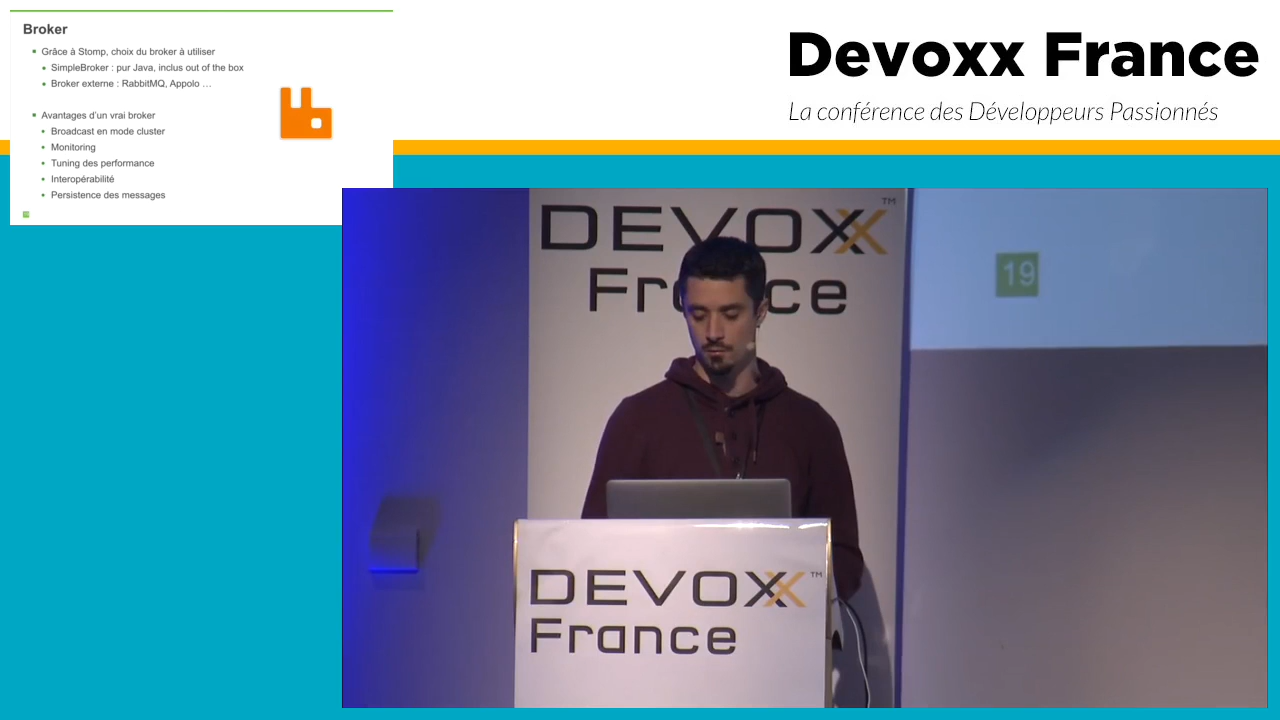 Broker
Grâce à Stomp, choix du broker à utiliser
SimpleBroker : pur Java, inclus out of the box
Broker externe : RabbitMQ, Appolo …
Avantages d'un vrai broker
Broadcast en mode cluster
Monitoring
Tuning des performance
Interopérabilité
Persistence des messages
Devoxx France
La conférence des Développeurs Passionnés
DEVOXX™
France
19
DEVOXX™
France